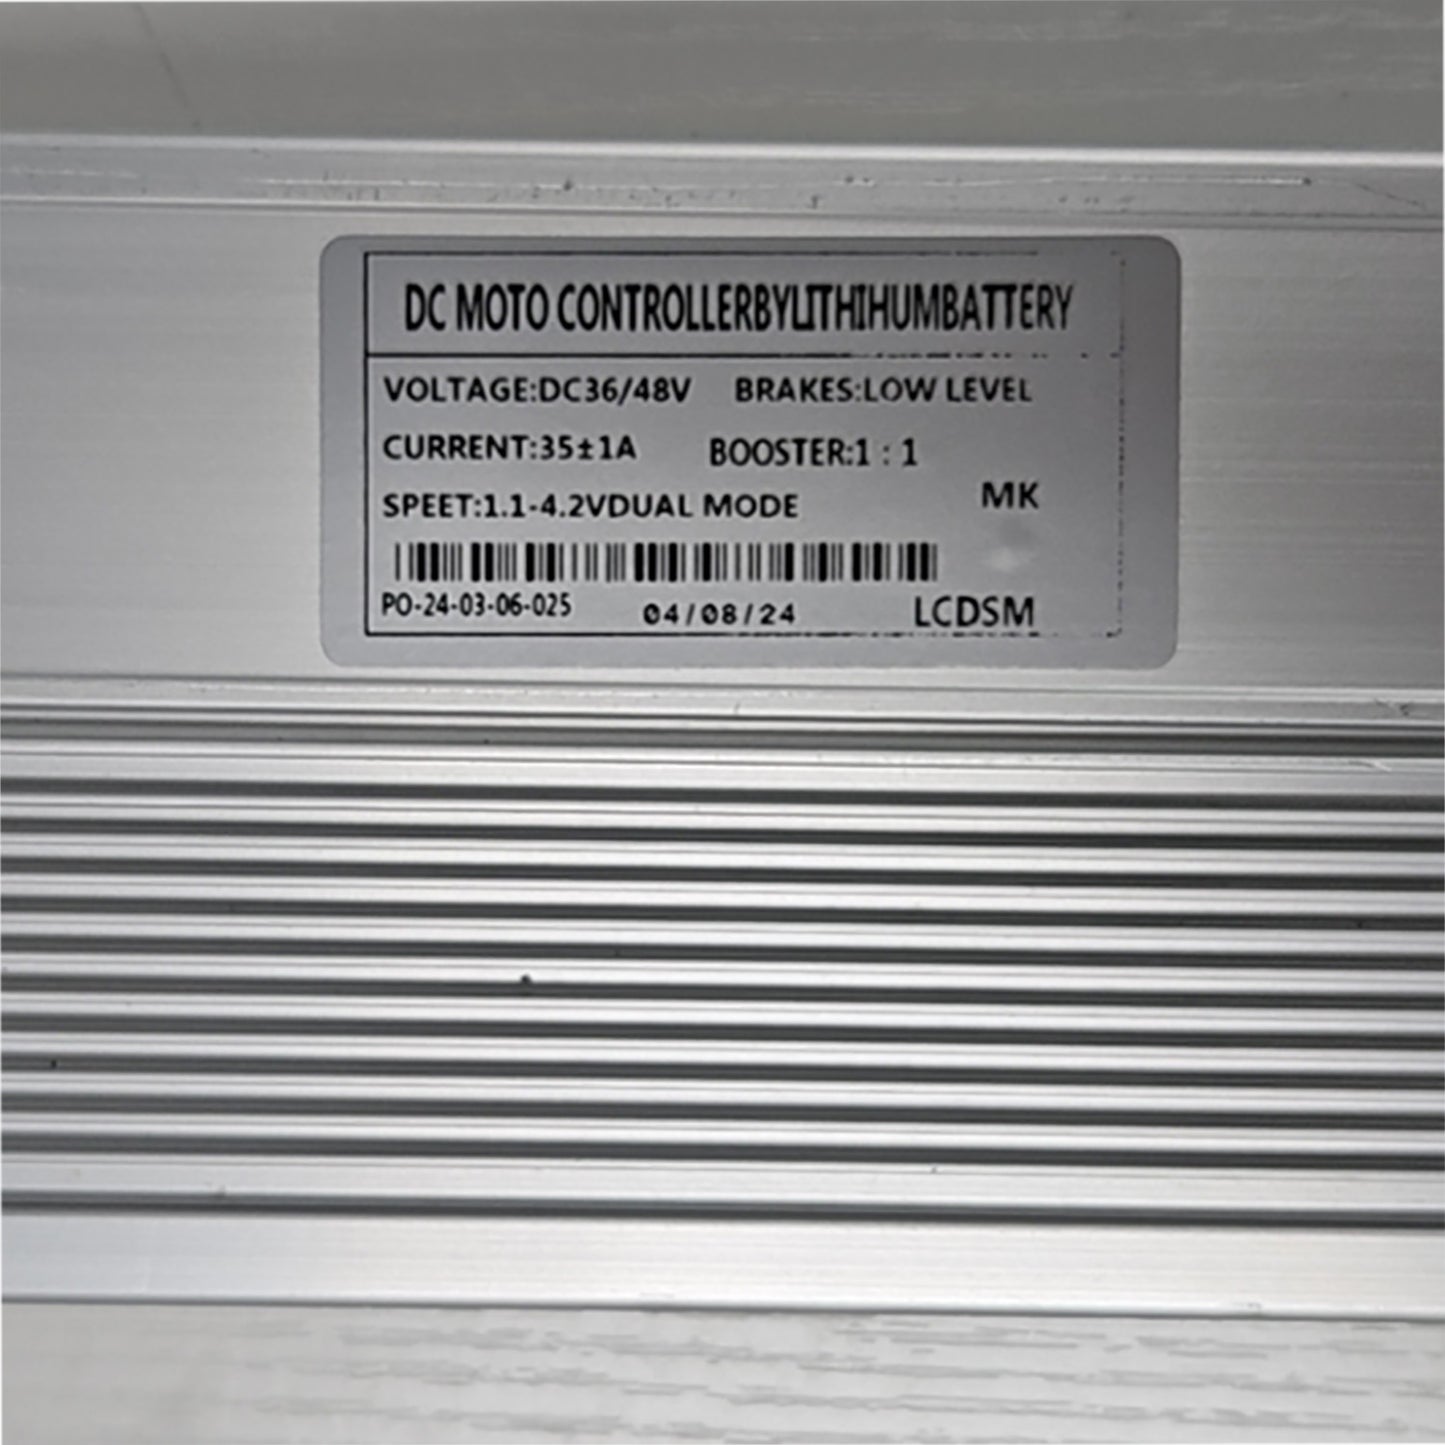 DC MOTO CONTROLLERBYLITHIHUMBATTERY
VOLTAGE:DC36/48V BRAKES:LOW LEVEL
CURRENT:35±1A BOOSTER:1 : 1
SPEET:1.1-4.2VDUAL MODE MK
PO-24-03-06-025 04/08/24 LCDSM